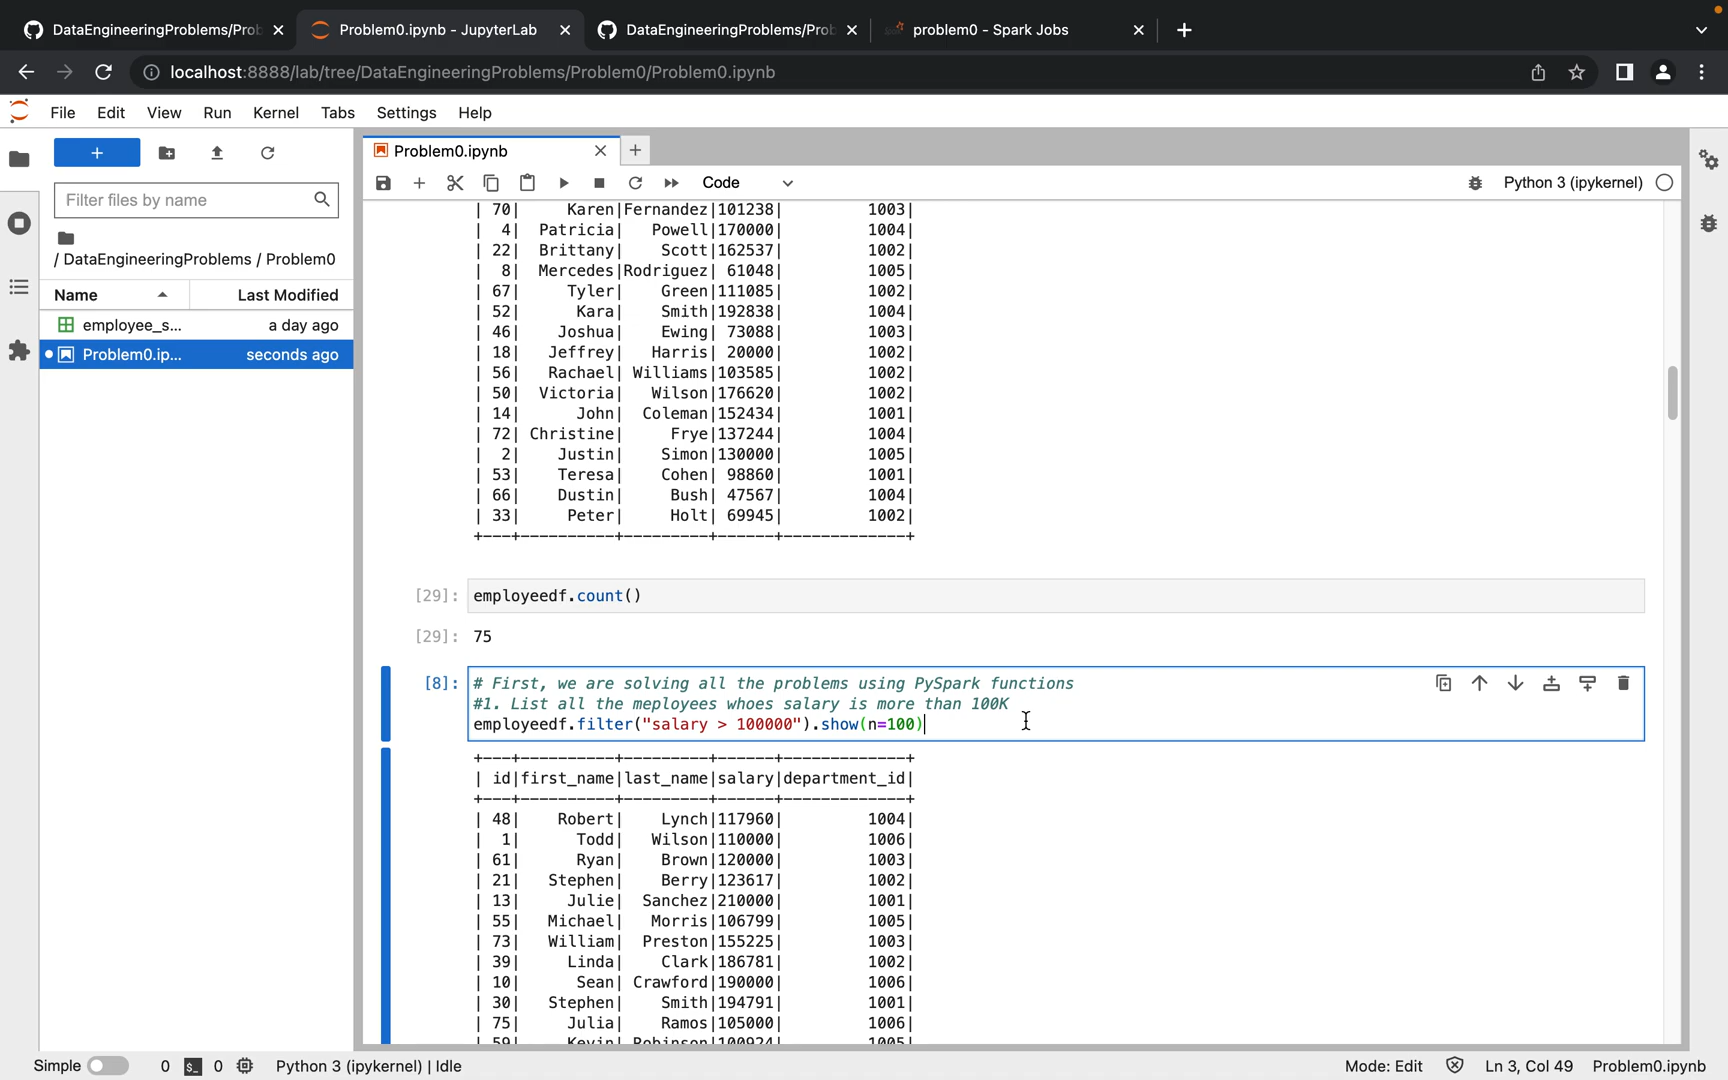 DataEngineeringProblems/Prob
Problem0.ipynb - JupyterLab
DataEngineeringProblems/Prob
problem0 - Spark Jobs
localhost:8888/lab/tree/DataEngineeringProblems/Problem0/Problem0.ipynb
File Edit View Run Kernel Tabs Settings Help
Filter files by name
/ DataEngineeringProblems / Problem0
Name Last Modified
employee_s... a day ago
Problem0.ip... seconds ago
Problem0.ipynb
Code
Python 3 (ipykernel)
| 70| Karen|Fernandez|101238| 1003|
| 4| Patricia| Powell|170000| 1004|
| 22| Brittany| Scott|162537| 1002|
| 8| Mercedes|Rodriguez| 61048| 1005|
| 67| Tyler| Green|111085| 1002|
| 52| Kara| Smith|192838| 1004|
| 46| Joshua| Ewing| 73088| 1003|
| 18| Jeffrey| Harris| 20000| 1002|
| 56| Rachael| Williams|103585| 1002|
| 50| Victoria| Wilson|176620| 1002|
| 14| John| Coleman|152434| 1001|
| 72| Christine| Frye|137244| 1004|
| 2| Justin| Simon|130000| 1005|
| 53| Teresa| Cohen| 98860| 1001|
| 66| Dustin| Bush| 47567| 1004|
| 33| Peter| Holt| 69945| 1002|
+---+----------+---------+------+-------------+
[29]: employeedf.count()
[29]: 75
[8]: # First, we are solving all the problems using PySpark functions
#1. List all the meployees whoes salary is more than 100K
employeedf.filter("salary > 100000").show(n=100)
+---+----------+---------+------+-------------+
| id|first_name|last_name|salary|department_id|
+---+----------+---------+------+-------------+
| 48| Robert| Lynch|117960| 1004|
| 1| Todd| Wilson|110000| 1006|
| 61| Ryan| Brown|120000| 1003|
| 21| Stephen| Berry|123617| 1002|
| 13| Julie| Sanchez|210000| 1001|
| 55| Michael| Morris|106799| 1005|
| 73| William| Preston|155225| 1003|
| 39| Linda| Clark|186781| 1002|
| 10| Sean| Crawford|190000| 1006|
| 30| Stephen| Smith|194791| 1001|
| 75| Julia| Ramos|105000| 1006|
| 59| Kevin| Robinson|100924| 1005|
Simple 0 $_ 0 Python 3 (ipykernel) | Idle
Mode: Edit Ln 3, Col 49 Problem0.ipynb